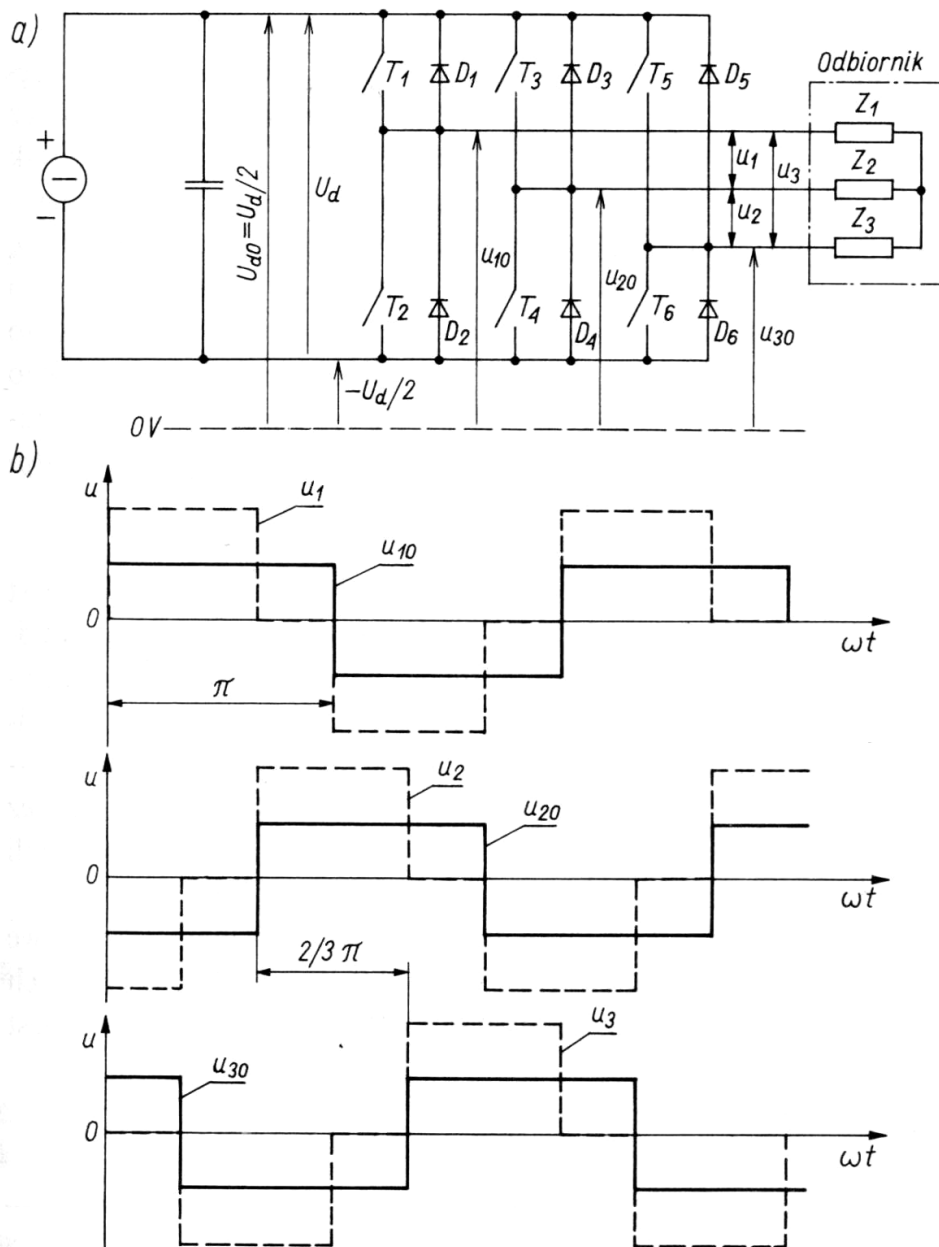 a)
T1
D1
T3
D3
T5
D5
Odbiornik
Z1
Z2
Z3
+
−
Ud0=Ud/2
Ud
u10
u20
u30
u1
u2
u3
T2
D2
T4
D4
T6
D6
−Ud/2
0V
b)
u
u1
u10
0
ωt
π
u
u2
u20
0
ωt
2/3 π
u
u3
u30
0
ωt